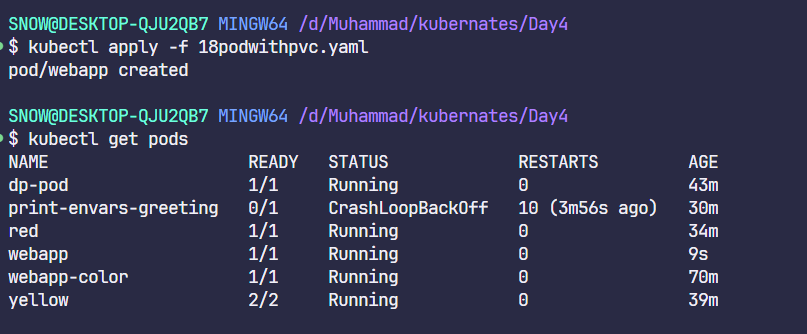 SNOW@DESKTOP-QJU2QB7 MINGW64 /d/Muhammad/kubernates/Day4
$ kubectl apply -f 18podwithpvc.yaml
pod/webapp created
SNOW@DESKTOP-QJU2QB7 MINGW64 /d/Muhammad/kubernates/Day4
$ kubectl get pods
NAME READY STATUS RESTARTS AGE
dp-pod 1/1 Running 0 43m
print-envars-greeting 0/1 CrashLoopBackOff 10 (3m56s ago) 30m
red 1/1 Running 0 34m
webapp 1/1 Running 0 9s
webapp-color 1/1 Running 0 70m
yellow 2/2 Running 0 39m